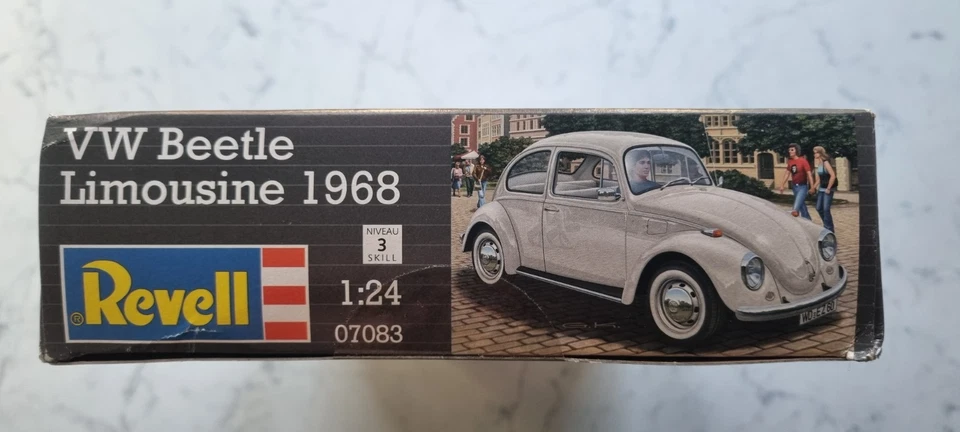 VW Beetle
Limousine 1968
NIVEAU
3
SKILL
® Revell
1:24
07083